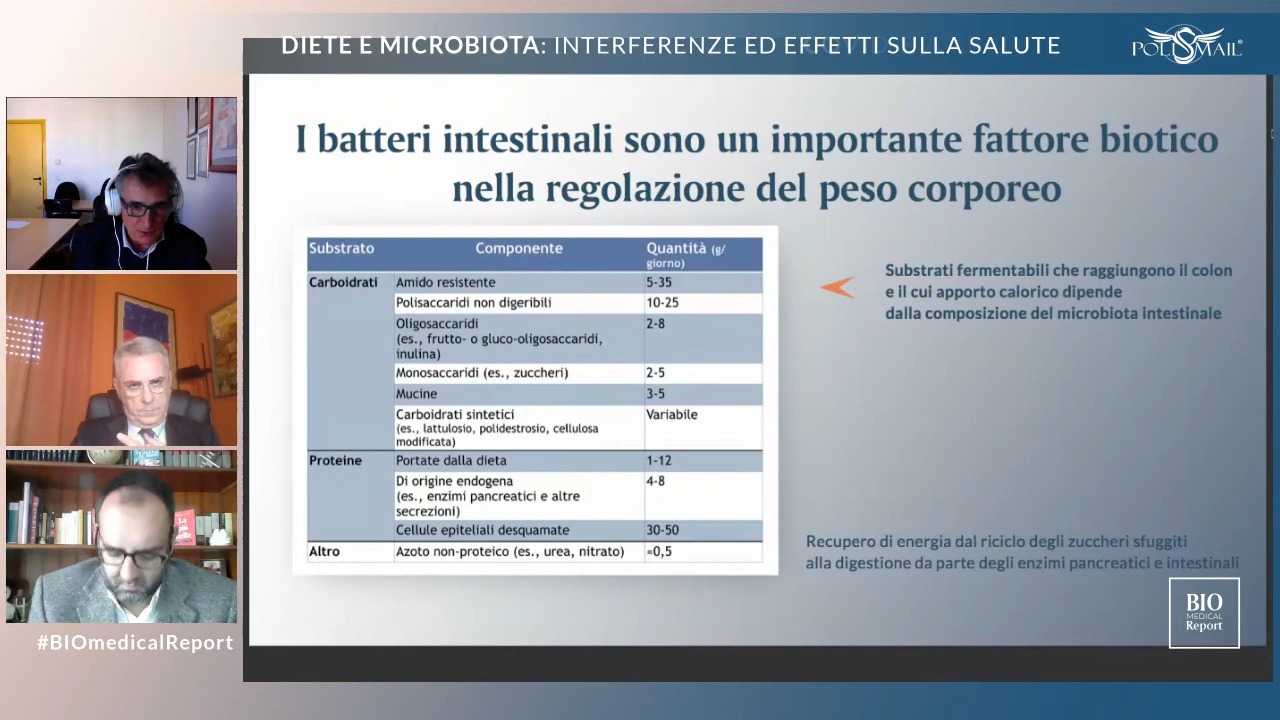 DIETE E MICROBIOTA: INTERFERENZE ED EFFETTI SULLA SALUTE
POLISMAIL®
I batteri intestinali sono un importante fattore biotico
nella regolazione del peso corporeo
Substrato Componente Quantità (g/
giorno)
Carboidrati Amido resistente 5-35
Polisaccaridi non digeribili 10-25
Oligosaccaridi 2-8
(es., frutto- o gluco-oligosaccaridi,
inulina)
Monosaccaridi (es., zuccheri) 2-5
Mucine 3-5
Carboidrati sintetici Variabile
(es., lattulosio, polidestrosio, cellulosa
modificata)
Proteine Portate dalla dieta 1-12
Di origine endogena 4-8
(es., enzimi pancreatici e altre
secrezioni)
Cellule epiteliali desquamate 30-50
Altro Azoto non-proteico (es., urea, nitrato) ≈0,5
Substrati fermentabili che raggiungono il colon
e il cui apporto calorico dipende
dalla composizione del microbiota intestinale
Recupero di energia dal riciclo degli zuccheri sfuggiti
alla digestione da parte degli enzimi pancreatici e intestinali
BIO
MEDICAL
Report
#BIOmedicalReport